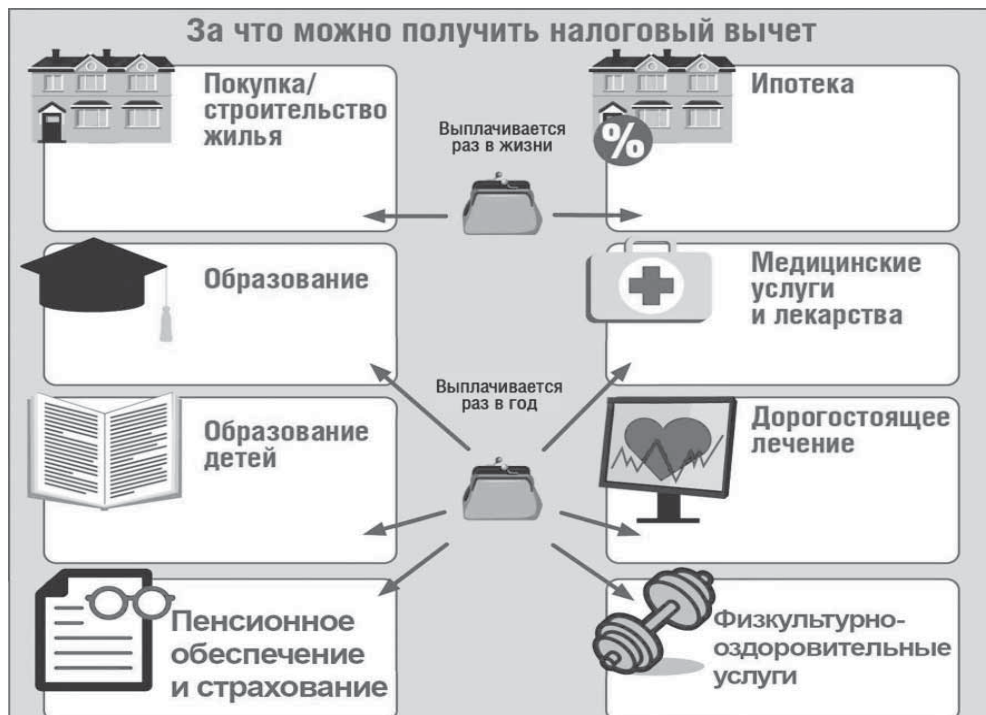 За что можно получить налоговый вычет
Покупка/
строительство
жилья
Выплачивается
раз в жизни
Ипотека
%
Образование
Медицинские
услуги
и лекарства
Выплачивается
раз в год
Образование
детей
Дорогостоящее
лечение
Пенсионное
обеспечение
и страхование
Физкультурно-
оздоровительные
услуги